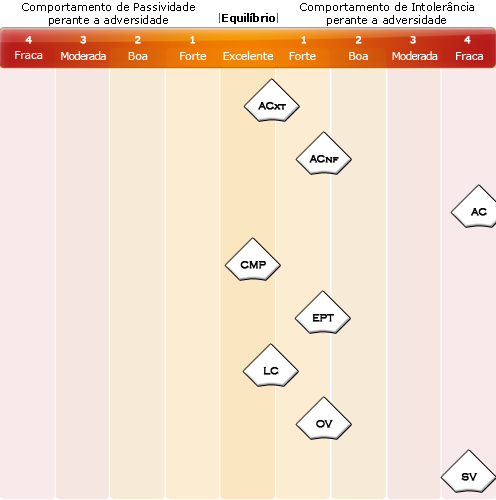 Comportamento de Passividade
perante a adversidade
|Equilíbrio|
Comportamento de Intolerância
perante a adversidade
4 3 2 1 1 2 3 4
Fraca Moderada Boa Forte Excelente Forte Boa Moderada Fraca
ACXT
ACNF
AC
CMP
EPT
LC
OV
SV